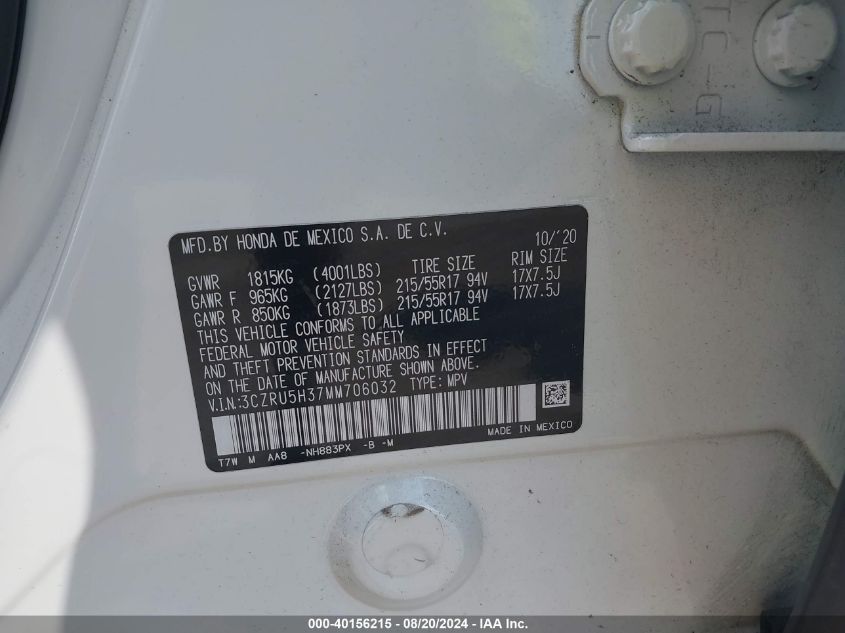 TC-G
MFD.BY HONDA DE MEXICO S.A. DE C.V. 10/'20
GVWR 1815KG (4001LBS) TIRE SIZE RIM SIZE
GAWR F 965KG (2127LBS) 215/55R17 94V 17X7.5J
GAWR R 850KG (1873LBS) 215/55R17 94V 17X7.5J
THIS VEHICLE CONFORMS TO ALL APPLICABLE
FEDERAL MOTOR VEHICLE SAFETY
AND THEFT PREVENTION STANDARDS IN EFFECT
ON THE DATE OF MANUFACTURE SHOWN ABOVE.
V.I.N.:3CZRU5H37MM706032 TYPE: MPV
T7W M AA8 -NH883PX -B -M MADE IN MEXICO
000-40156215 - 08/20/2024 - IAA Inc.